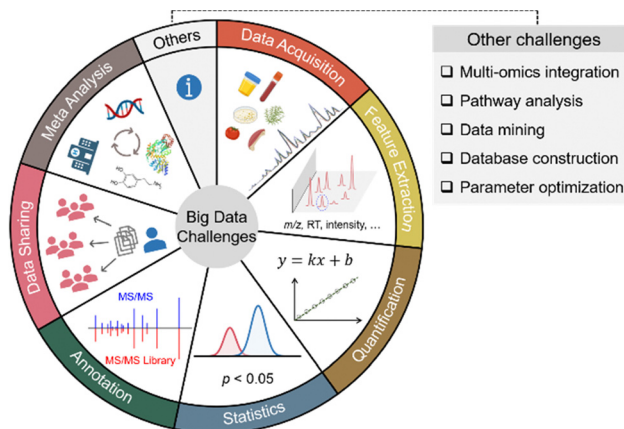 Others
Data Acquisition
Feature Extraction
Quantification
Statistics
Annotation
Data Sharing
Meta Analysis
i
Big Data
Challenges
m/z, RT, intensity, ...
y = kx + b
p < 0.05
MS/MS
MS/MS Library
Other challenges
❑ Multi-omics integration
❑ Pathway analysis
❑ Data mining
❑ Database construction
❑ Parameter optimization